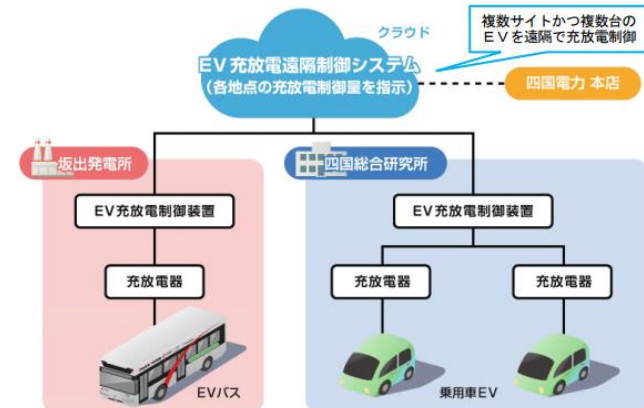 クラウド
複数サイトかつ複数台の
ＥＶを遠隔で充放電制御
EV充放電遠隔制御システム
（各地点の充放電制御量を指示）
四国電力 本店
坂出発電所
四国総合研究所
EV充放電制御装置
EV充放電制御装置
充放電器
充放電器
充放電器
EVバス
乗用車EV